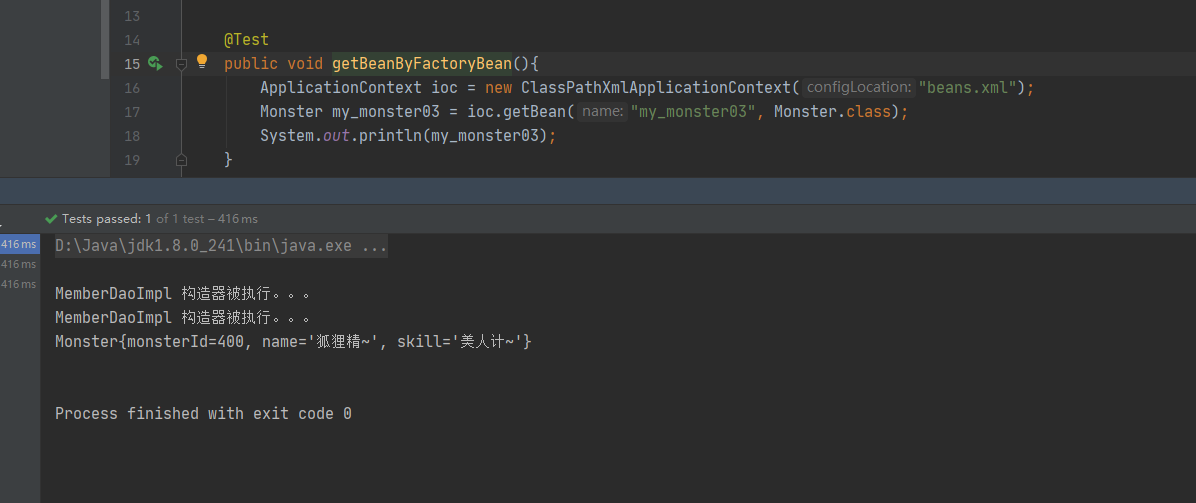 13
14 @Test
15 public void getBeanByFactoryBean(){
16 ApplicationContext ioc = new ClassPathXmlApplicationContext( configLocation: "beans.xml");
17 Monster my_monster03 = ioc.getBean( name: "my_monster03", Monster.class);
18 System.out.println(my_monster03);
19 }
Tests passed: 1 of 1 test – 416 ms
416 ms D:\Java\jdk1.8.0_241\bin\java.exe ...
416 ms
416 ms
MemberDaoImpl 构造器被执行。。。
MemberDaoImpl 构造器被执行。。。
Monster{monsterId=400, name='狐狸精~', skill='美人计~'}
Process finished with exit code 0